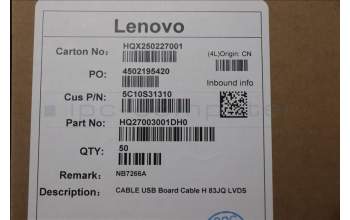 Lenovo
Carton No: HQX250227001
(4L)Origin: CN
PO: 4502195420
Inbound info
Cus P/N: 5C10S31310
Part No: HQ27003001DH0
QTY: 50
Remark: NB7266A
Description: CABLE USB Board Cable H 83JQ LVDS